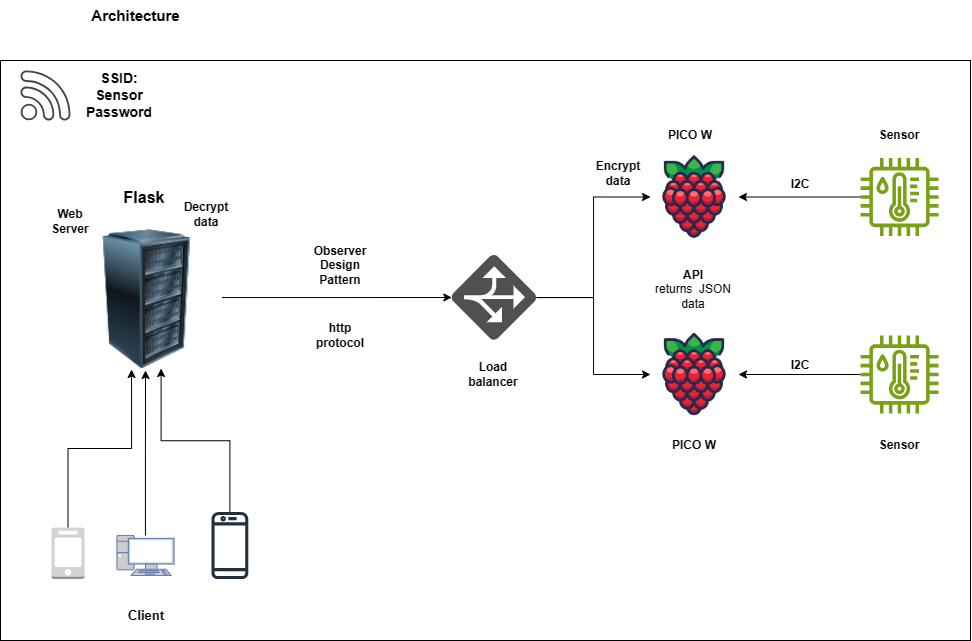 Architecture
SSID:
Sensor
Password
PICO W
Sensor
Encrypt
data
I2C
Flask
Web
Server
Decrypt
data
Observer
Design
Pattern
API
returns JSON
data
http
protocol
Load
balancer
I2C
PICO W
Sensor
Client